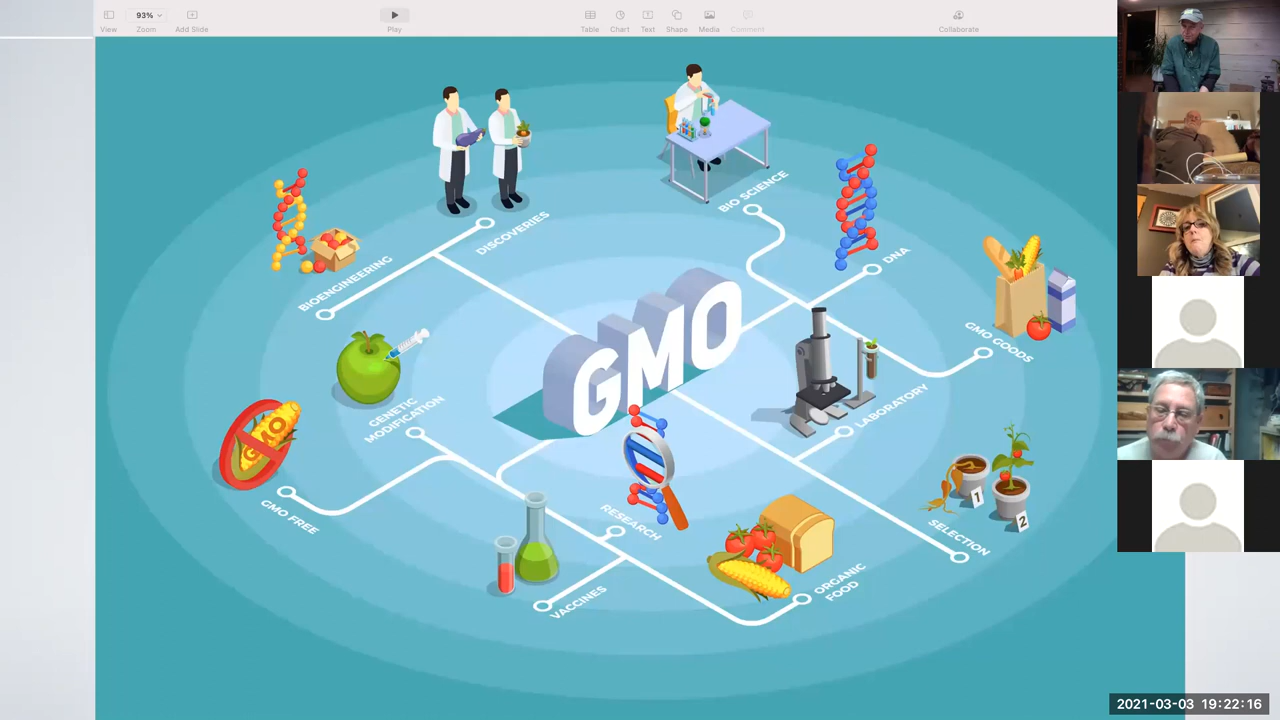 93%
View
Zoom
Add Slide
Play
Table
Chart
Text
Shape
Media
Comment
Collaborate
DISCOVERIES
BIO SCIENCE
BIOENGINEERING
DNA
GMO GOODS
GMO
GENETIC
MODIFICATION
LABORATORY
GMO
GMO FREE
RESEARCH
1
2
SELECTION
VACCINES
ORGANIC
FOOD
2021-03-03 19:22:16